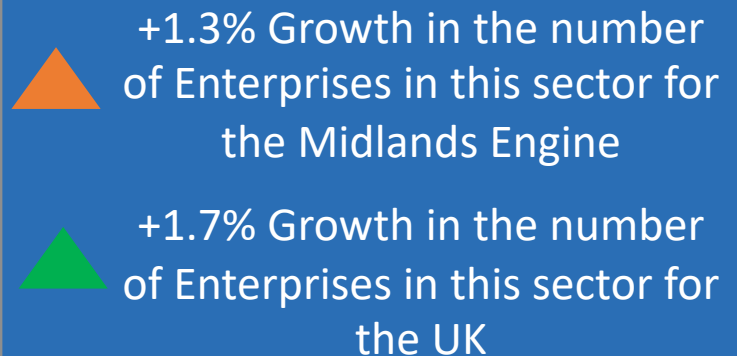 +1.3% Growth in the number
of Enterprises in this sector for
the Midlands Engine
+1.7% Growth in the number
of Enterprises in this sector for
the UK